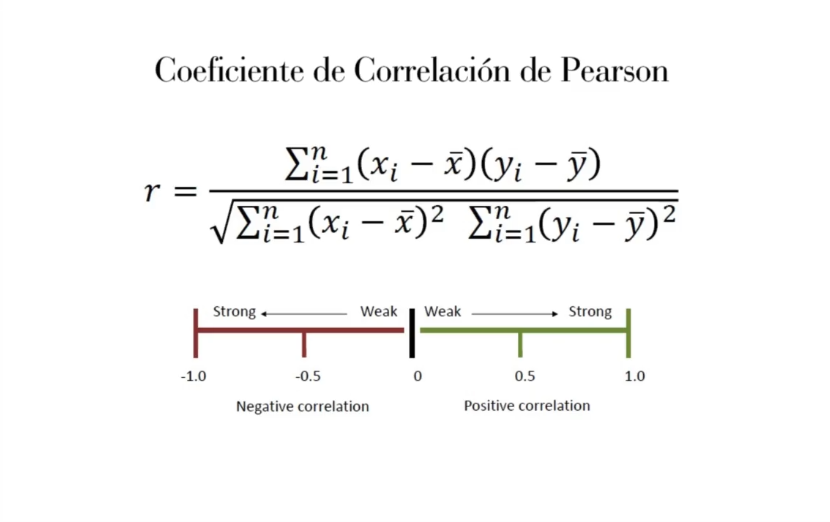 Coeficiente de Correlación de Pearson
r = \frac{\sum_{i=1}^{n}(x_i - \bar{x})(y_i - \bar{y})}{\sqrt{\sum_{i=1}^{n}(x_i - \bar{x})^2 \sum_{i=1}^{n}(y_i - \bar{y})^2}}
Strong Weak Weak Strong
-1.0 -0.5 0 0.5 1.0
Negative correlation Positive correlation